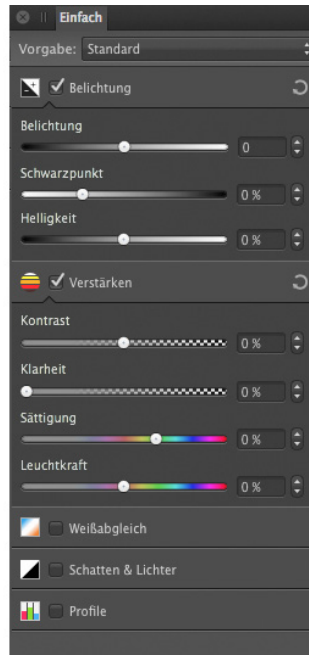 Einfach
Vorgabe: Standard
Belichtung
Belichtung
0
Schwarzpunkt
0 %
Helligkeit
0 %
Verstärken
Kontrast
0 %
Klarheit
0 %
Sättigung
0 %
Leuchtkraft
0 %
Weißabgleich
Schatten & Lichter
Profile